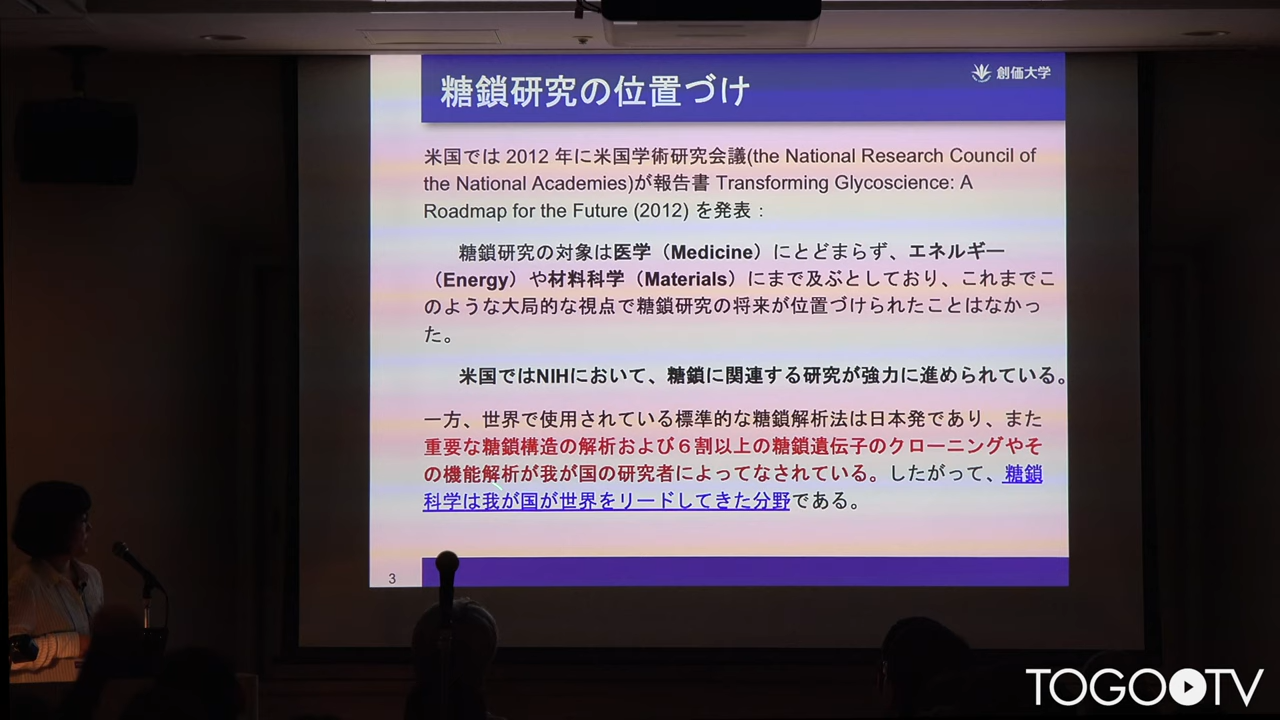 糖鎖研究の位置づけ
創価大学
米国では 2012 年に米国学術研究会議(the National Research Council of
the National Academies)が報告書 Transforming Glycoscience: A
Roadmap for the Future (2012) を発表：
糖鎖研究の対象は医学（Medicine）にとどまらず、エネルギー
（Energy）や材料科学（Materials）にまで及ぶとしており、これまでこ
のような大局的な視点で糖鎖研究の将来が位置づけられたことはなかっ
た。
米国ではNIHにおいて、糖鎖に関連する研究が強力に進められている。
一方、世界で使用されている標準的な糖鎖解析法は日本発であり、また
重要な糖鎖構造の解析および６割以上の糖鎖遺伝子のクローニングやそ
の機能解析が我が国の研究者によってなされている。したがって、糖鎖
科学は我が国が世界をリードしてきた分野である。
3
TOGO TV